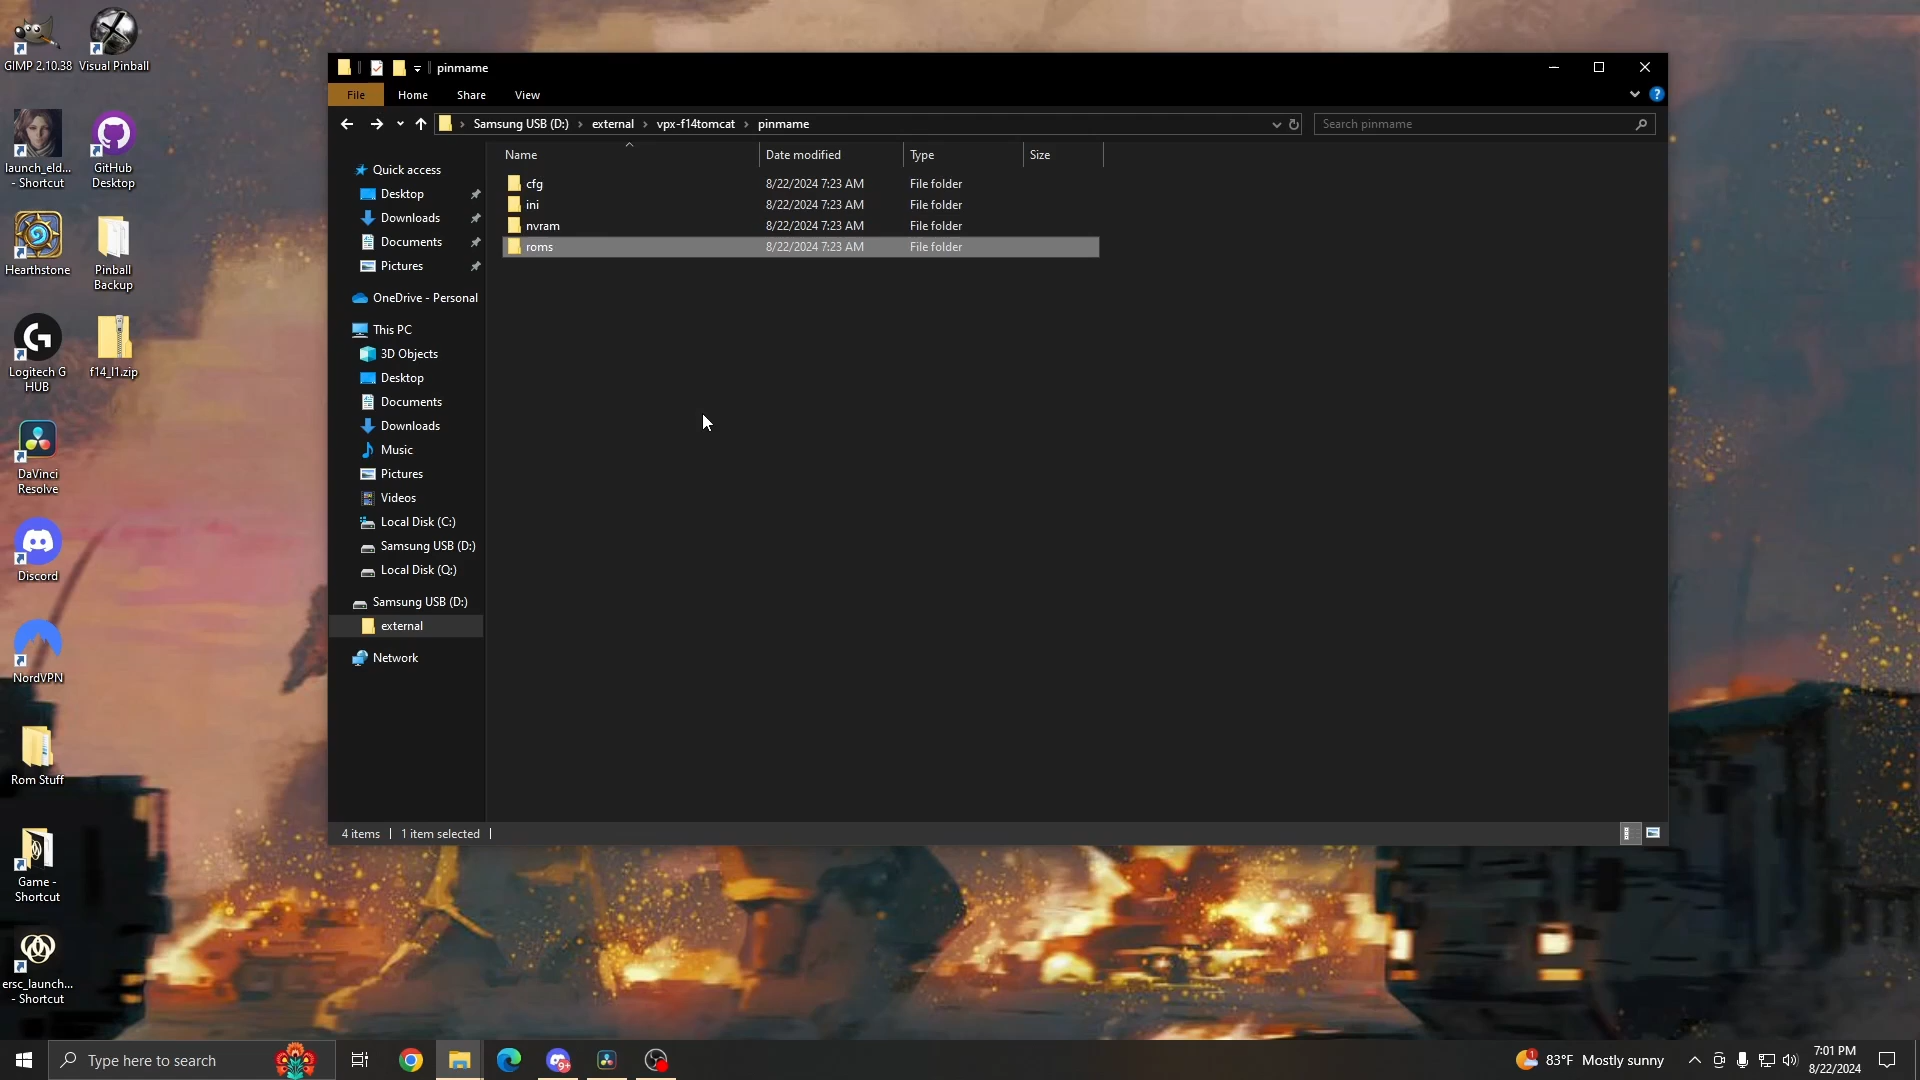 GIMP 2.10.38
Visual Pinball
launch_eld...
- Shortcut
GitHub
Desktop
Hearthstone
Pinball
Backup
Logitech G
HUB
f14_l1.zip
DaVinci
Resolve
Discord
NordVPN
Rom Stuff
Game -
Shortcut
ersc_launch...
- Shortcut
pinmame
File
Home
Share
View
Samsung USB (D:) › external › vpx-f14tomcat › pinmame
Search pinmame
Name
Date modified
Type
Size
cfg 8/22/2024 7:23 AM File folder
ini 8/22/2024 7:23 AM File folder
nvram 8/22/2024 7:23 AM File folder
roms 8/22/2024 7:23 AM File folder
Quick access
Desktop
Downloads
Documents
Pictures
OneDrive - Personal
This PC
3D Objects
Desktop
Documents
Downloads
Music
Pictures
Videos
Local Disk (C:)
Samsung USB (D:)
Local Disk (Q:)
Samsung USB (D:)
external
Network
4 items
1 item selected
Type here to search
9+
1
83°F Mostly sunny
7:01 PM
8/22/2024